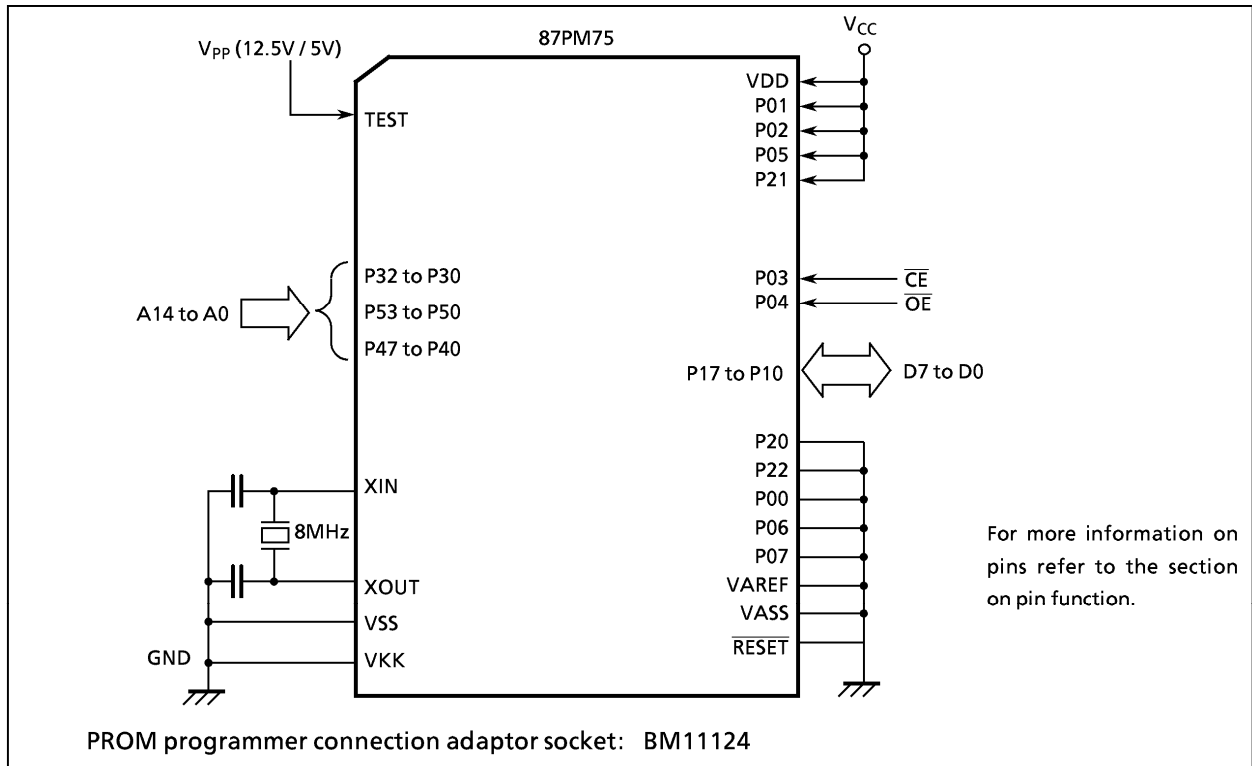 87PM75
VPP (12.5V / 5V)
VCC
TEST
VDD
P01
P02
P05
P21
A14 to A0
P32 to P30
P53 to P50
P47 to P40
P03
CE
P04
OE
P17 to P10
D7 to D0
XIN
8MHz
XOUT
VSS
GND
VKK
P20
P22
P00
P06
P07
VAREF
VASS
RESET
For more information on
pins refer to the section
on pin function.
PROM programmer connection adaptor socket: BM11124